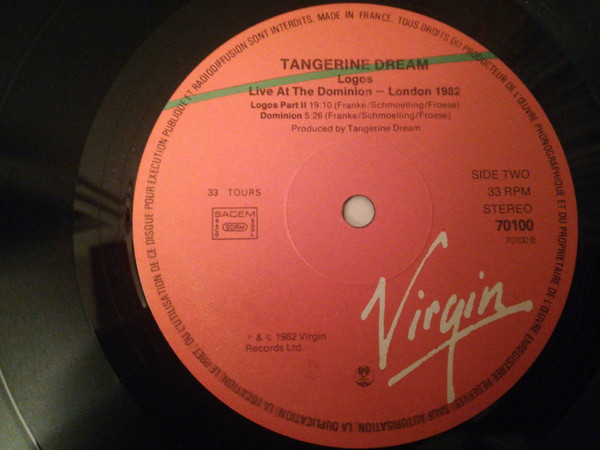 TANGERINE DREAM
Logos
Live At The Dominion — London 1982
Logos Part II 19:10 (Franke/Schmoelling/Froese)
Dominion 5:26 (Franke/Schmoelling/Froese)
Produced by Tangerine Dream
33 TOURS
SACEM
SDRM
SIDE TWO
33 RPM
STEREO
70100
70100 B
Virgin
℗ & © 1982 Virgin
Records Ltd.
MADE IN FRANCE. TOUS DROITS DU PRODUCTEUR DE L'ŒUVRE PHONOGRAPHIQUE ET DU PROPRIETAIRE DE L'ŒUVRE ENREGISTREE RESERVES. SAUF AUTORISATION, LA DUPLICATION, LA LOCATION, LE PRET, OU L'UTILISATION DE CE DISQUE POUR EXECUTION PUBLIQUE ET RADIODIFFUSION SONT INTERDITS.